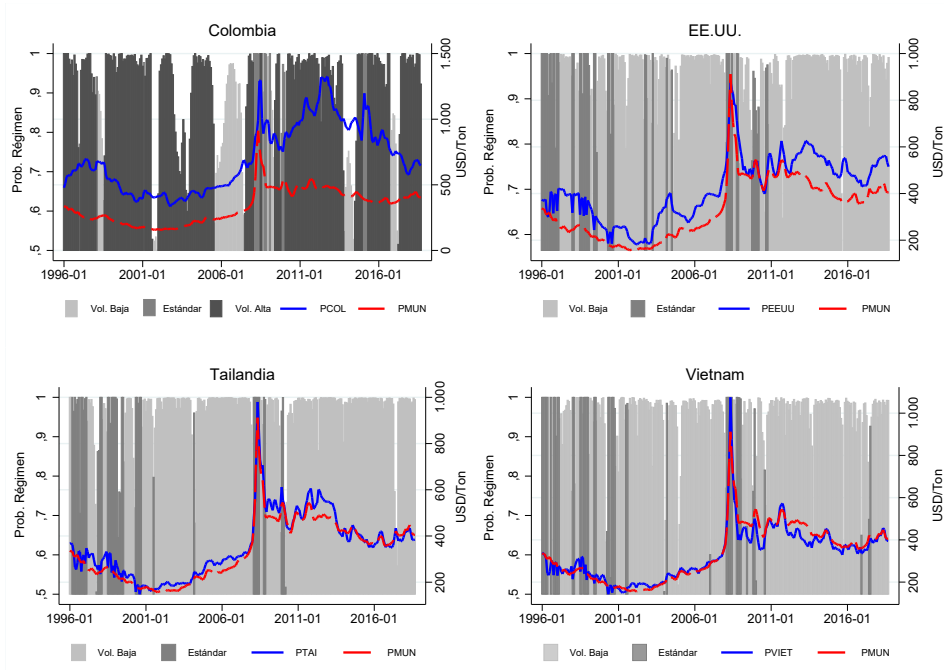 Colombia
Prob. Régimen
1
,9
,8
,7
,6
,5
1.500
1.000
500
0
USD/Ton
1996-01 2001-01 2006-01 2011-01 2016-01
Vol. Baja Estándar Vol. Alta PCOL PMUN
EE.UU.
Prob. Régimen
1
,9
,8
,7
,6
1.000
800
600
400
200
USD/Ton
1996-01 2001-01 2006-01 2011-01 2016-01
Vol. Baja Estándar PEEUU PMUN
Tailandia
Prob. Régimen
1
,9
,8
,7
,6
,5
1.000
800
600
400
200
USD/Ton
1996-01 2001-01 2006-01 2011-01 2016-01
Vol. Baja Estándar PTAI PMUN
Vietnam
Prob. Régimen
1
,9
,8
,7
,6
,5
1.000
800
600
400
200
USD/Ton
1996-01 2001-01 2006-01 2011-01 2016-01
Vol. Baja Estándar PVIET PMUN